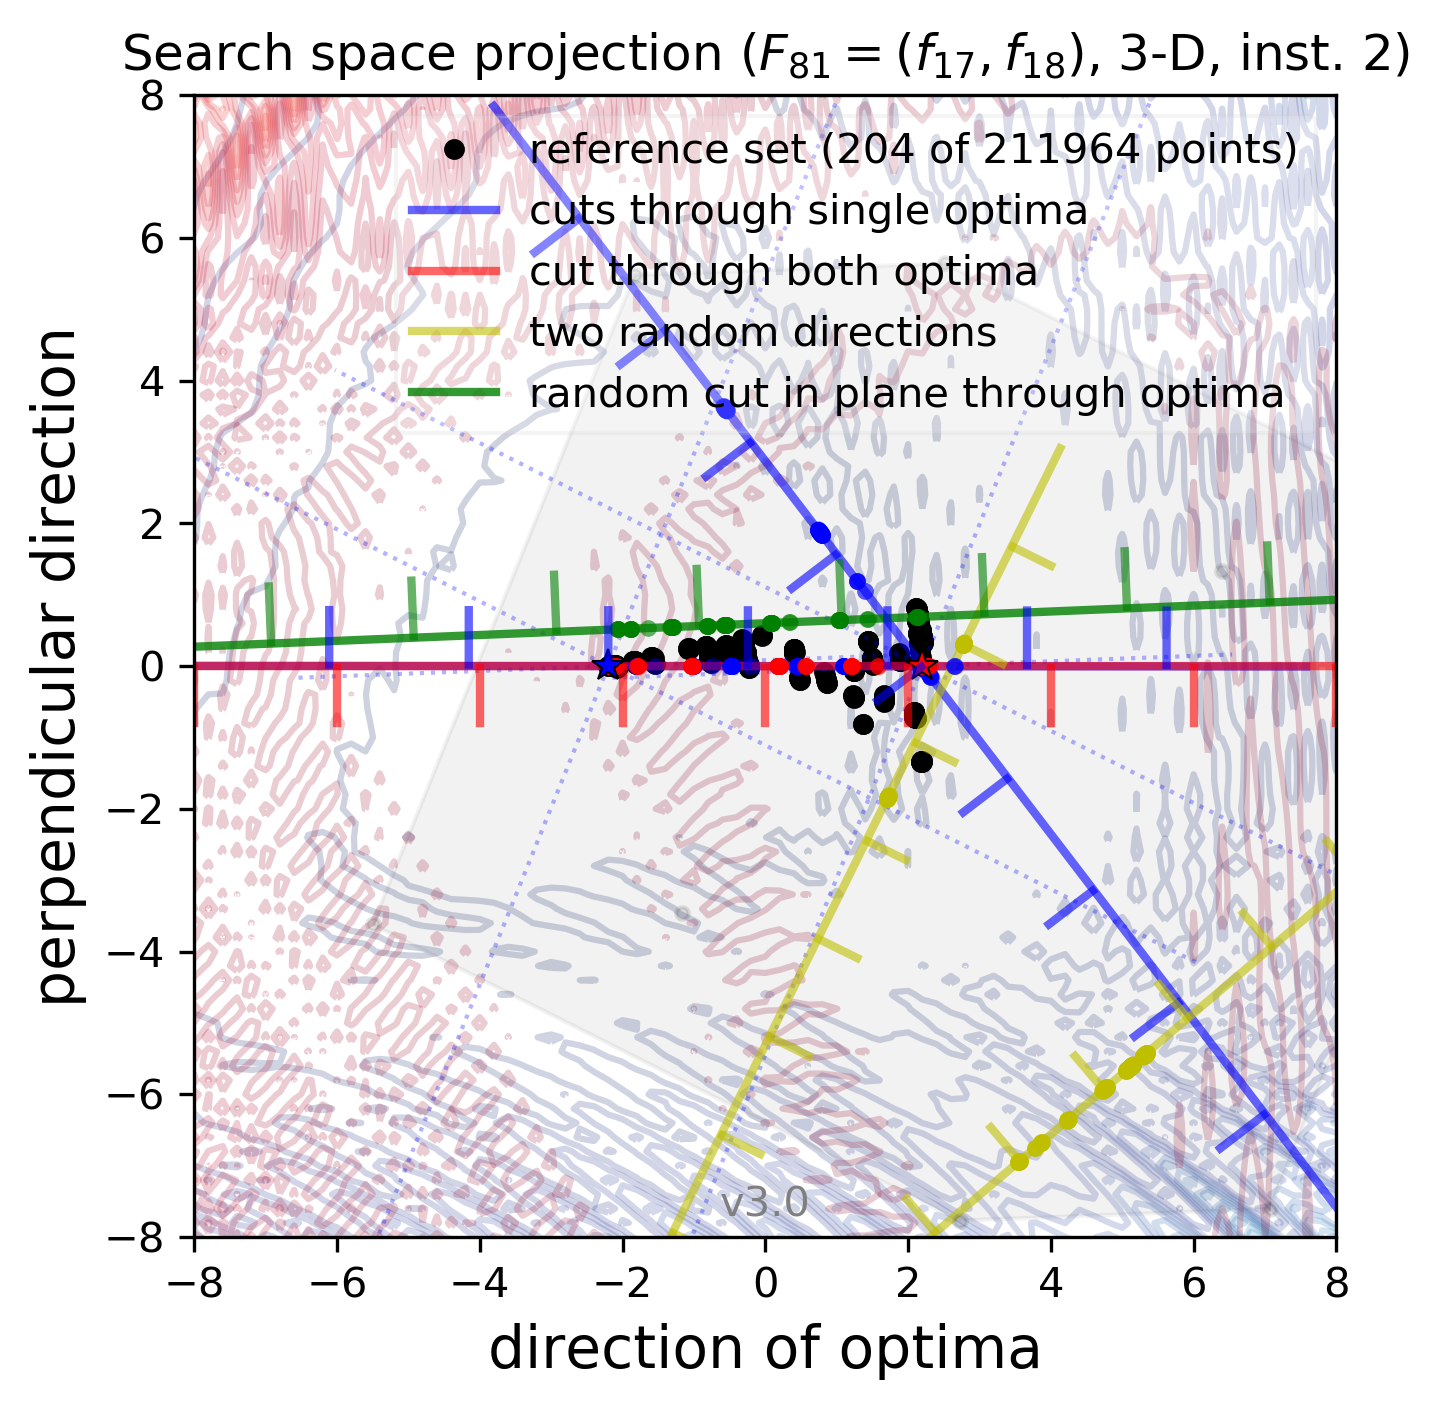 Search space projection (F₈₁ = (f₁₇, f₁₈), 3-D, inst. 2)
reference set (204 of 211964 points)
cuts through single optima
cut through both optima
two random directions
random cut in plane through optima
perpendicular direction
8
6
4
2
0
−2
−4
−6
−8
v3.0
−8 −6 −4 −2 0 2 4 6 8
direction of optima